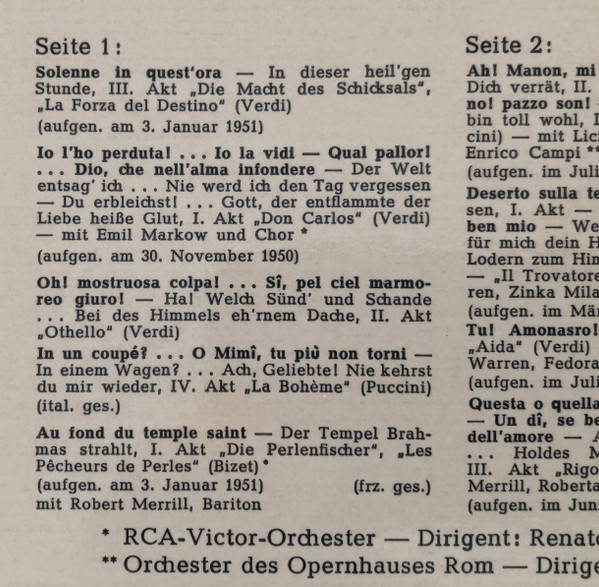 Seite 1:
Solenne in quest'ora — In dieser heil'gen
Stunde, III. Akt „Die Macht des Schicksals",
„La Forza del Destino" (Verdi)
(aufgen. am 3. Januar 1951)
Io l'ho perduta! ... Io la vidi — Qual pallor!
... Dio, che nell'alma infondere — Der Welt
entsag' ich ... Nie werd ich den Tag vergessen
— Du erbleichst! ... Gott, der entflammte der
Liebe heiße Glut, I. Akt „Don Carlos" (Verdi)
— mit Emil Markow und Chor *
(aufgen. am 30. November 1950)
Oh! mostruosa colpa! ... Sî, pel ciel marmo-
reo giuro! — Ha! Welch Sünd' und Schande
... Bei des Himmels eh'rnem Dache, II. Akt
„Othello" (Verdi)
In un coupé? ... O Mimî, tu più non torni —
In einem Wagen? ... Ach, Geliebte! Nie kehrst
du mir wieder, IV. Akt „La Bohème" (Puccini)
(ital. ges.)
Au fond du temple saint — Der Tempel Brah-
mas strahlt, I. Akt „Die Perlenfischer", „Les
Pêcheurs de Perles" (Bizet) *
(aufgen. am 3. Januar 1951) (frz. ges.)
mit Robert Merrill, Bariton
Seite 2:
Ah! Manon, mi
Dich verrät, II.
no! pazzo son!
bin toll wohl,
cini) — mit Lici
Enrico Campi **
(aufgen. im Juli
Deserto sulla te
sen, I. Akt —
ben mio — We
für mich dein H
Lodern zum Him
— „Il Trovatore
ren, Zinka Mila
(aufgen. im Mär
Tu! Amonasro!
„Aida" (Verdi)
Warren, Fedora
(aufgen. im Juli
Questa o quella
— Un dî, se be
dell'amore — A
... Holdes M
III. Akt „Rigo
Merrill, Roberta
(aufgen. im Jun
* RCA-Victor-Orchester — Dirigent: Renato
** Orchester des Opernhauses Rom — Dirige